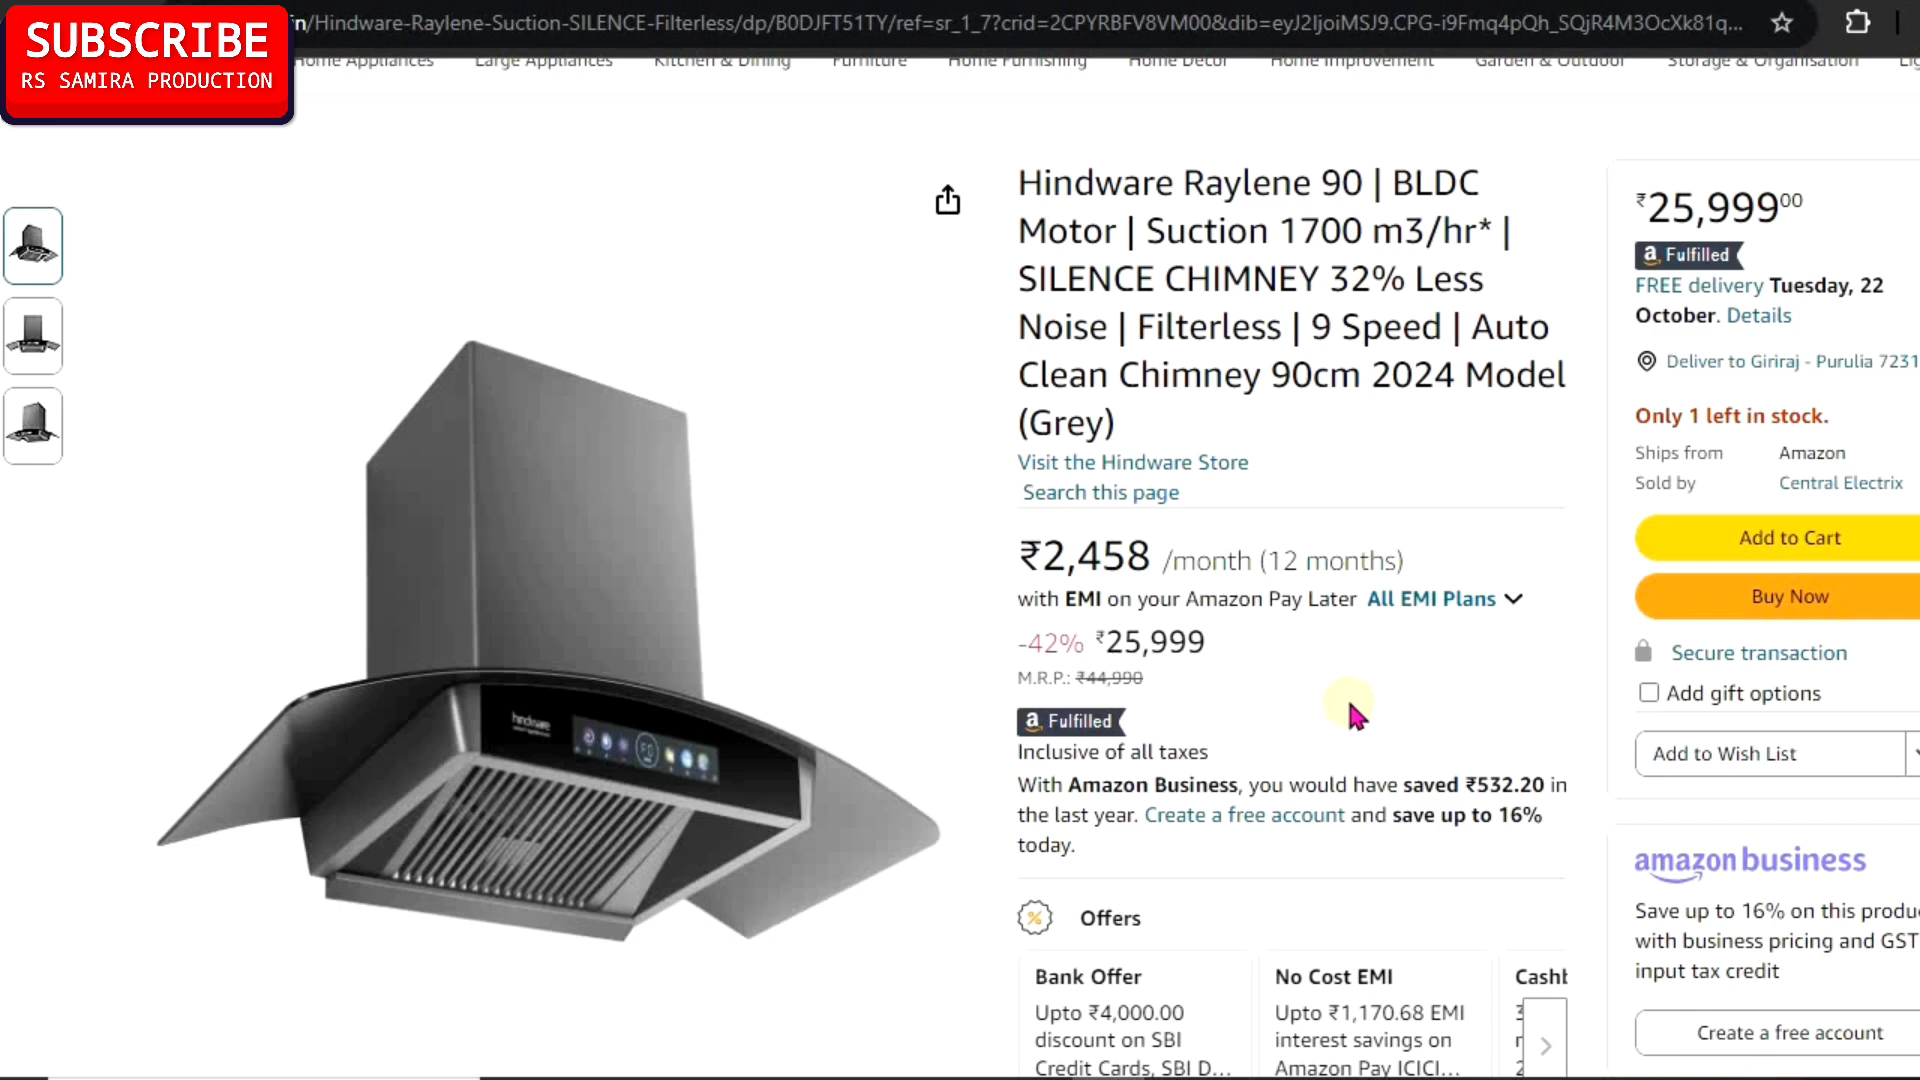 SUBSCRIBE
RS SAMIRA PRODUCTION
in/Hindware-Raylene-Suction-SILENCE-Filterless/dp/B0DJFT51TY/ref=sr_1_7?crid=2CPYRBFV8VM00&dib=eyJ2IjoiMSJ9.CPG-i9Fmq4pQh_SQjR4M3OcXk81q...
Home Appliances Large Appliances Kitchen & Dining Furniture Home Furnishing Home Décor Home Improvement Garden & Outdoor Storage & Organisation
Hindware Raylene 90 | BLDC
Motor | Suction 1700 m3/hr* |
SILENCE CHIMNEY 32% Less
Noise | Filterless | 9 Speed | Auto
Clean Chimney 90cm 2024 Model
(Grey)
Visit the Hindware Store
Search this page
₹2,458 /month (12 months)
with EMI on your Amazon Pay Later All EMI Plans
-42% ₹25,999
M.R.P.: ₹44,990
a Fulfilled
Inclusive of all taxes
With Amazon Business, you would have saved ₹532.20 in
the last year. Create a free account and save up to 16%
today.
Offers
Bank Offer
Upto ₹4,000.00
discount on SBI
Credit Cards, SBI D...
No Cost EMI
Upto ₹1,170.68 EMI
interest savings on
Amazon Pay ICICI...
hindware
₹25,99900
a Fulfilled
FREE delivery Tuesday, 22
October. Details
Deliver to Giriraj - Purulia 7231
Only 1 left in stock.
Ships from Amazon
Sold by Central Electrix
Add to Cart
Buy Now
Secure transaction
Add gift options
Add to Wish List
amazon business
Save up to 16% on this produ
with business pricing and GST
input tax credit
Create a free account